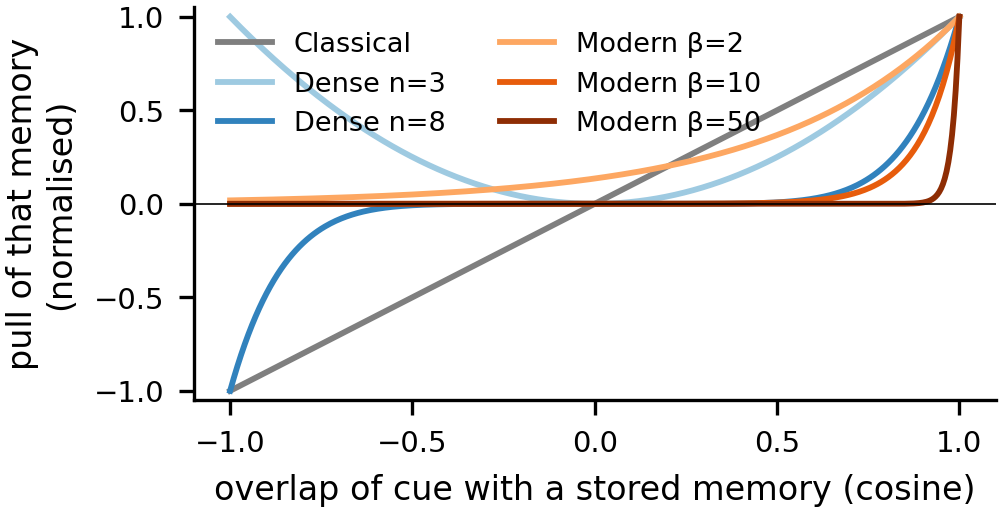 pull of that memory
(normalised)
1.0
0.5
0.0
−0.5
−1.0
Classical
Dense n=3
Dense n=8
Modern β=2
Modern β=10
Modern β=50
−1.0
−0.5
0.0
0.5
1.0
overlap of cue with a stored memory (cosine)